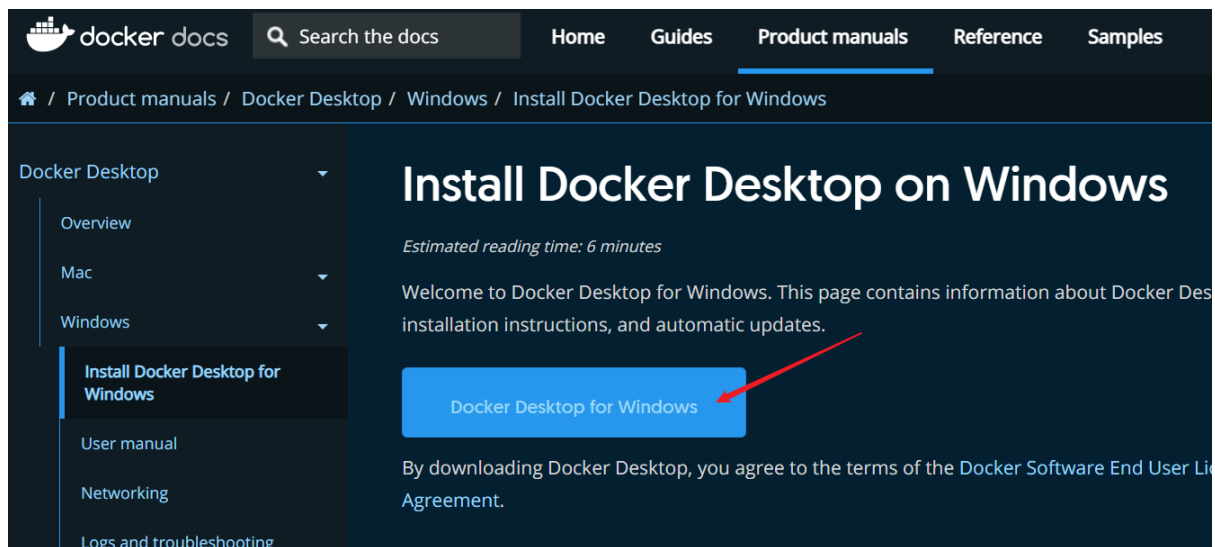 docker docs
Search the docs
Home
Guides
Product manuals
Reference
Samples
/ Product manuals / Docker Desktop / Windows / Install Docker Desktop for Windows
Docker Desktop
Overview
Mac
Windows
Install Docker Desktop for
Windows
User manual
Networking
Logs and troubleshooting
Install Docker Desktop on Windows
Estimated reading time: 6 minutes
Welcome to Docker Desktop for Windows. This page contains information about Docker Des
installation instructions, and automatic updates.
Docker Desktop for Windows
By downloading Docker Desktop, you agree to the terms of the Docker Software End User Li
Agreement.